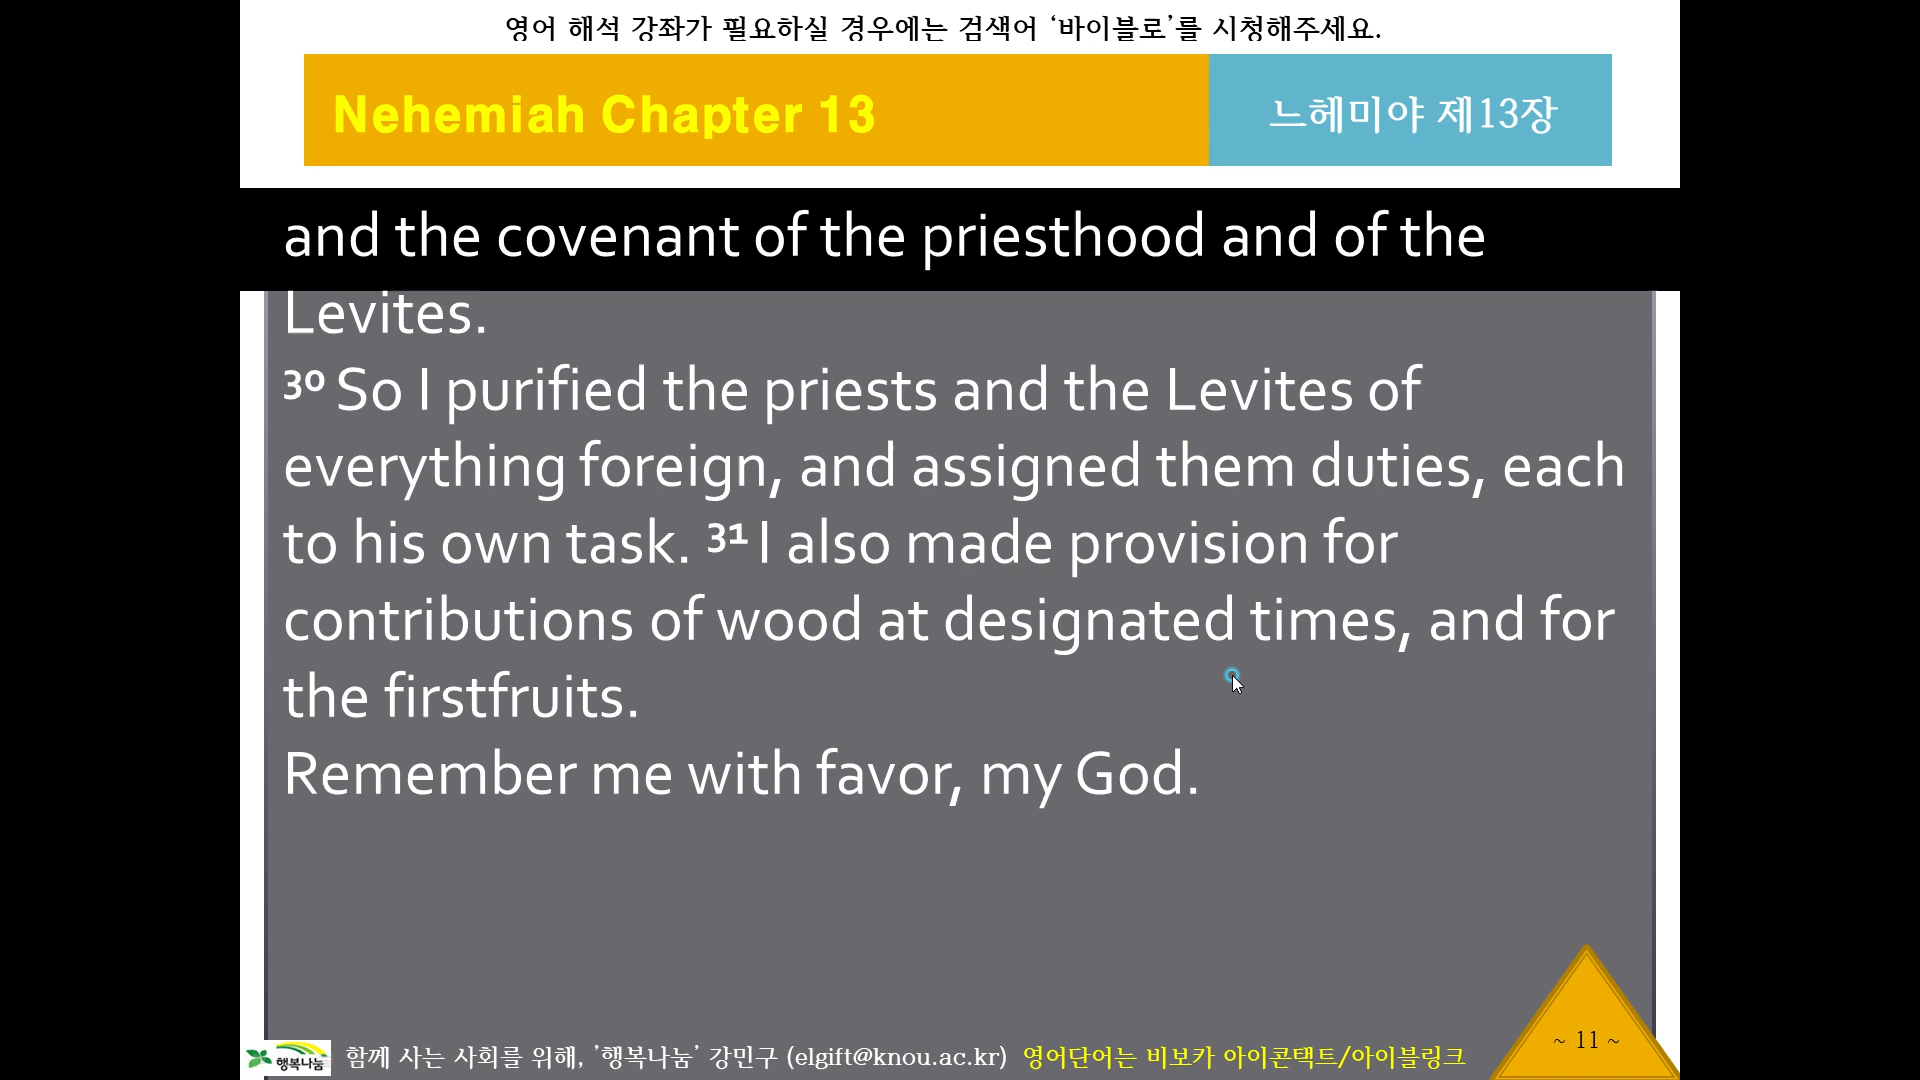 영어 해석 강좌가 필요하실 경우에는 검색어 ‘바이블로’를 시청해주세요.
Nehemiah Chapter 13
느헤미야 제13장
and the covenant of the priesthood and of the
Levites.
30 So I purified the priests and the Levites of
everything foreign, and assigned them duties, each
to his own task. 31 I also made provision for
contributions of wood at designated times, and for
the firstfruits.
Remember me with favor, my God.
~ 11 ~
행복나눔
함께 사는 사회를 위해, ’행복나눔’ 강민구 (elgift@knou.ac.kr) 영어단어는 비보카 아이콘택트/아이블링크